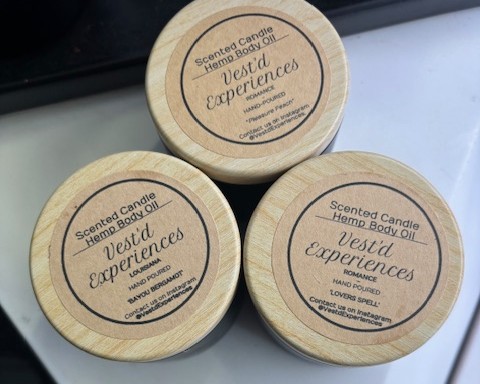 Scented Candle
Hemp Body Oil
Vest'd
Experiences
ROMANCE
HAND-POURED
"Pleasure Peach"
Contact us on Instagram
@VestdExperiences
Scented Candle
Hemp Body Oil
Vest'd
Experiences
LOUISIANA
HAND POURED
'BAYOU BERGAMOT'
Contact us on Instagram
@VestdExperiences
Scented Candle
Hemp Body Oil
Vest'd
Experiences
ROMANCE
HAND POURED
'LOVERS SPELL'
Contact us on Instagram
@VestdExperiences